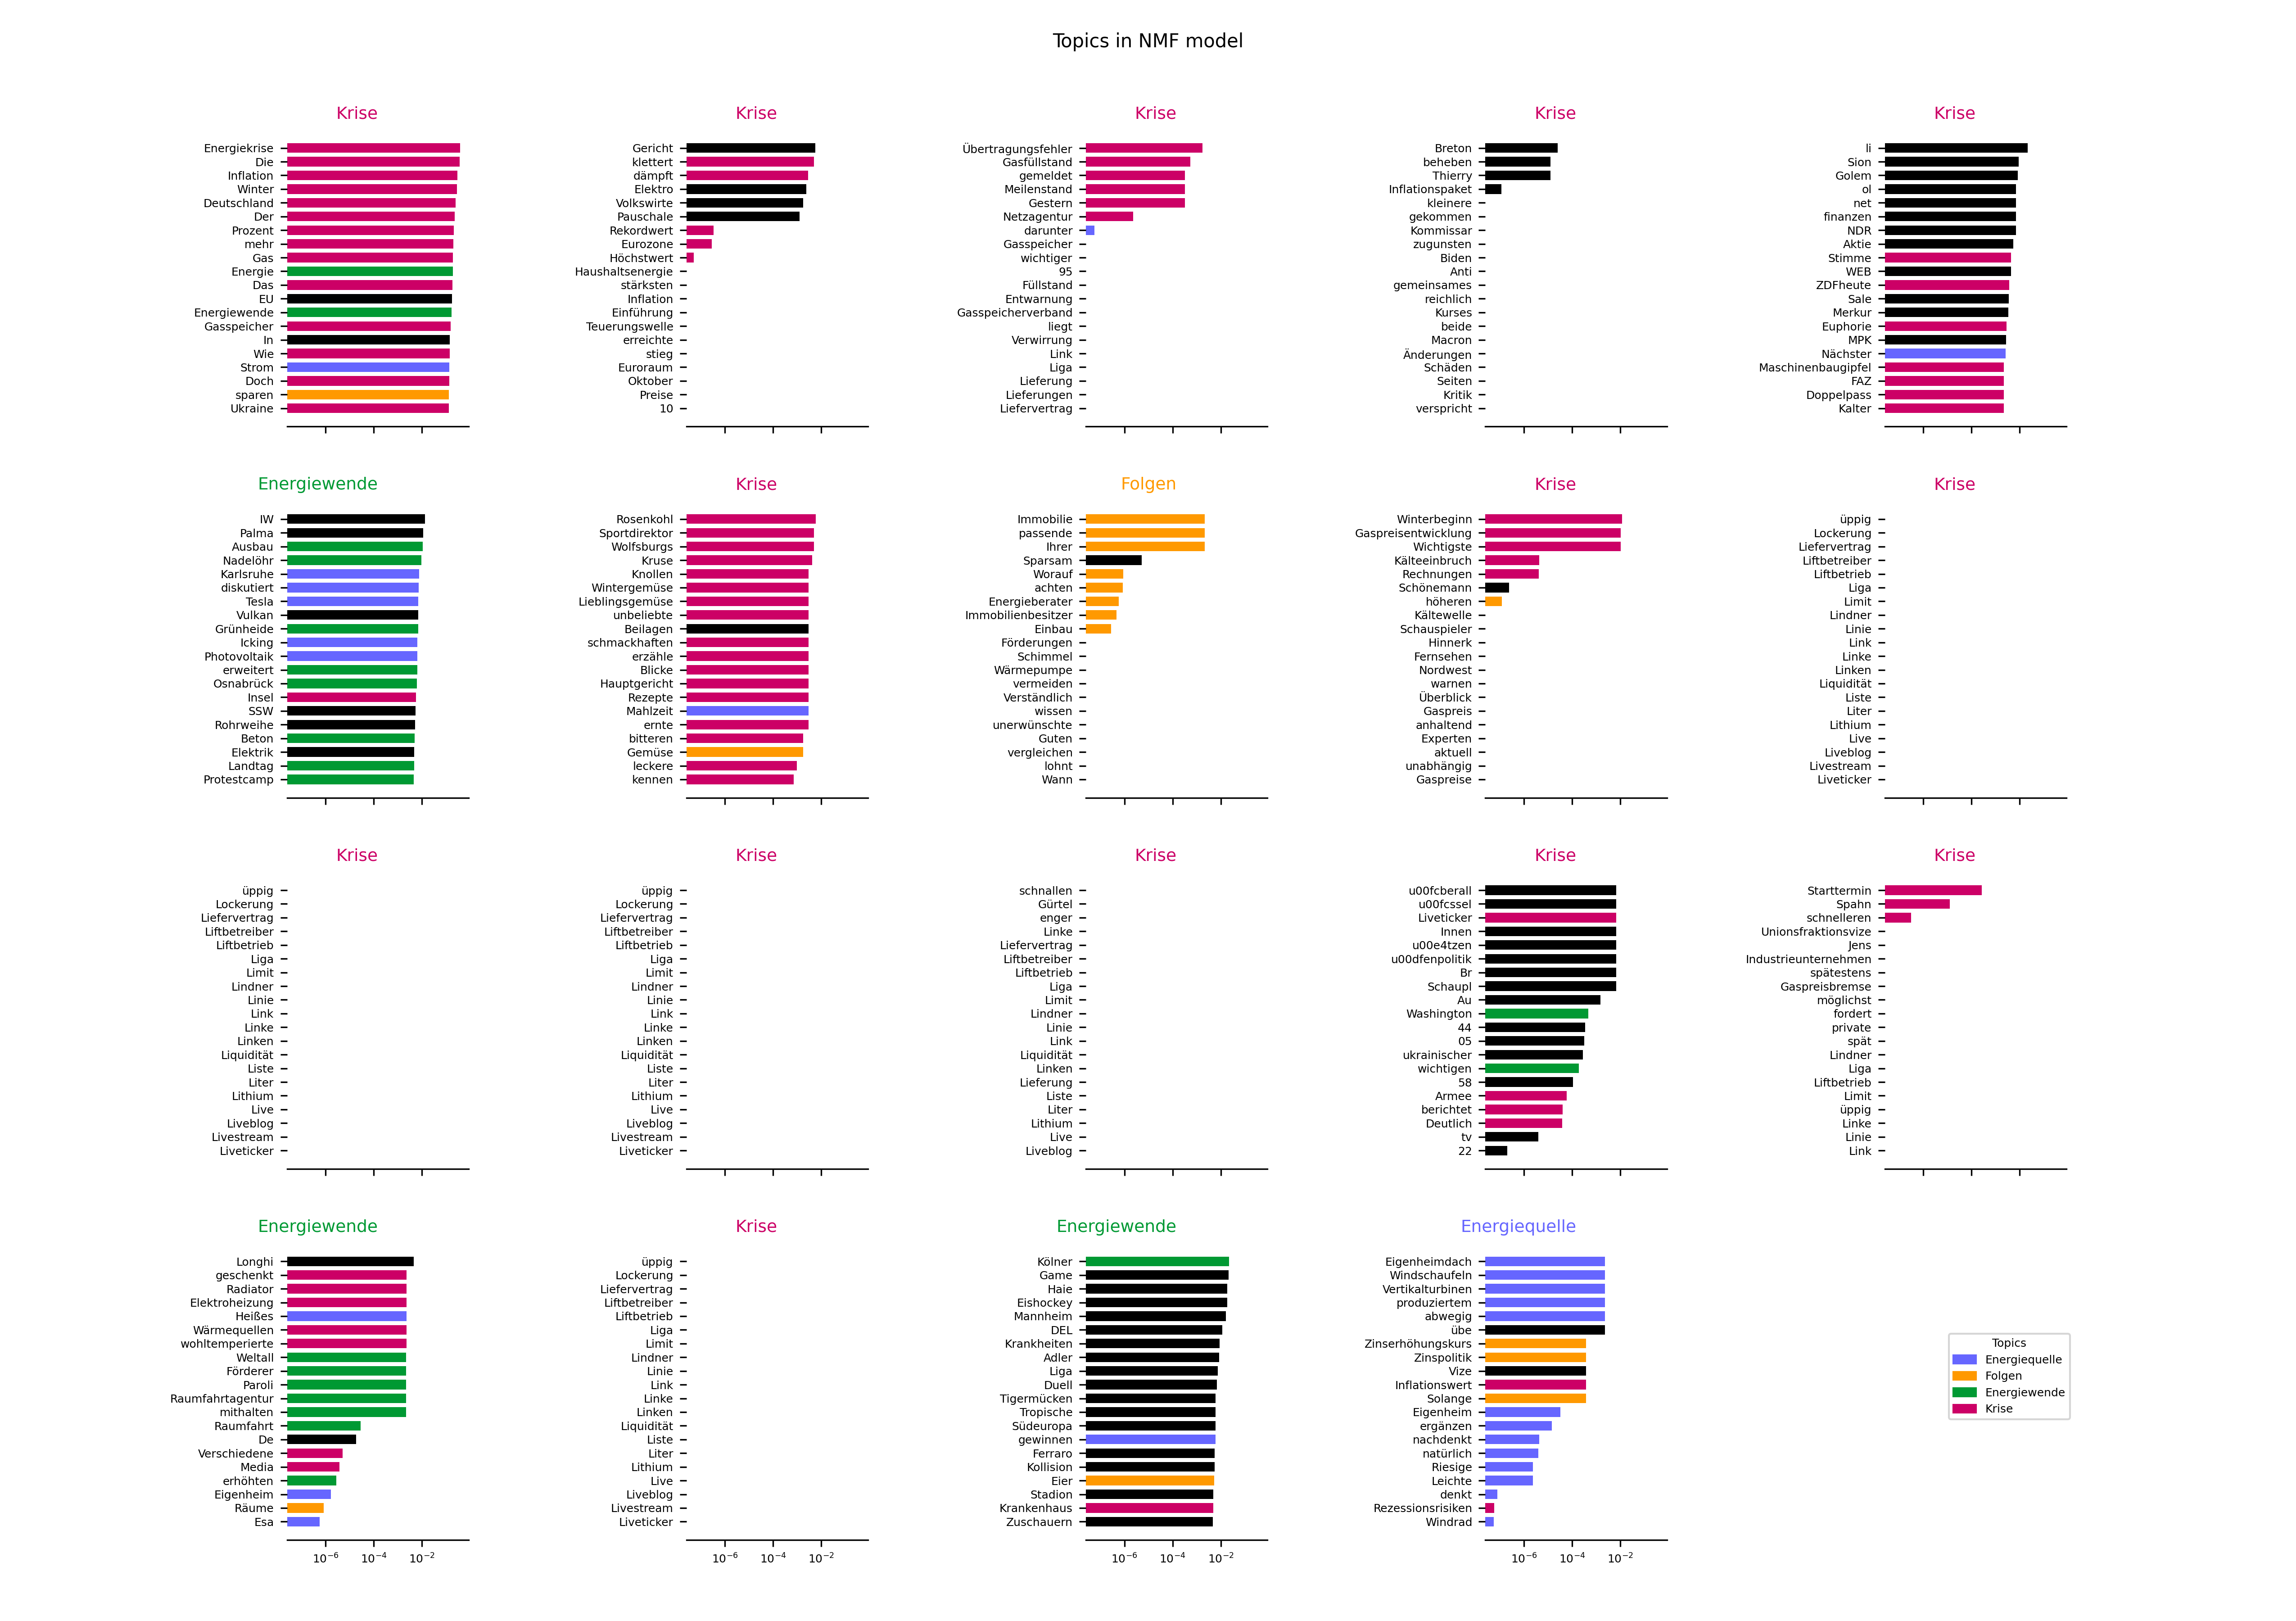 Topics in NMF model
Krise
Energiekrise
Die
Inflation
Winter
Deutschland
Der
Prozent
mehr
Gas
Energie
Das
EU
Energiewende
Gasspeicher
In
Wie
Strom
Doch
sparen
Ukraine
Krise
Gericht
klettert
dämpft
Elektro
Volkswirte
Pauschale
Rekordwert
Eurozone
Höchstwert
Haushaltsenergie
stärksten
Inflation
Einführung
Teuerungswelle
erreichte
stieg
Euroraum
Oktober
Preise
10
Krise
Übertragungsfehler
Gasfüllstand
gemeldet
Meilenstand
Gestern
Netzagentur
darunter
Gasspeicher
wichtiger
95
Füllstand
Entwarnung
Gasspeicherverband
liegt
Verwirrung
Link
Liga
Lieferung
Lieferungen
Liefervertrag
Krise
Breton
beheben
Thierry
Inflationspaket
kleinere
gekommen
Kommissar
zugunsten
Biden
Anti
gemeinsames
reichlich
Kurses
beide
Macron
Änderungen
Schäden
Seiten
Kritik
verspricht
Krise
li
Sion
Golem
ol
net
finanzen
NDR
Aktie
Stimme
WEB
ZDFheute
Sale
Merkur
Euphorie
MPK
Nächster
Maschinenbaugipfel
FAZ
Doppelpass
Kalter
Energiewende
IW
Palma
Ausbau
Nadelöhr
Karlsruhe
diskutiert
Tesla
Vulkan
Grünheide
Icking
Photovoltaik
erweitert
Osnabrück
Insel
SSW
Rohrweihe
Beton
Elektrik
Landtag
Protestcamp
Krise
Rosenkohl
Sportdirektor
Wolfsburgs
Kruse
Knollen
Wintergemüse
Lieblingsgemüse
unbeliebte
Beilagen
schmackhaften
erzähle
Blicke
Hauptgericht
Rezepte
Mahlzeit
ernte
bitteren
Gemüse
leckere
kennen
Folgen
Immobilie
passende
Ihrer
Sparsam
Worauf
achten
Energieberater
Immobilienbesitzer
Einbau
Förderungen
Schimmel
Wärmepumpe
vermeiden
Verständlich
wissen
unerwünschte
Guten
vergleichen
lohnt
Wann
Krise
Winterbeginn
Gaspreisentwicklung
Wichtigste
Kälteeinbruch
Rechnungen
Schönemann
höheren
Kältewelle
Schauspieler
Hinnerk
Fernsehen
Nordwest
warnen
Überblick
Gaspreis
anhaltend
Experten
aktuell
unabhängig
Gaspreise
Krise
üppig
Lockerung
Liefervertrag
Liftbetreiber
Liftbetrieb
Liga
Limit
Lindner
Linie
Link
Linke
Linken
Liquidität
Liste
Liter
Lithium
Live
Liveblog
Livestream
Liveticker
Krise
üppig
Lockerung
Liefervertrag
Liftbetreiber
Liftbetrieb
Liga
Limit
Lindner
Linie
Link
Linke
Linken
Liquidität
Liste
Liter
Lithium
Live
Liveblog
Livestream
Liveticker
Krise
üppig
Lockerung
Liefervertrag
Liftbetreiber
Liftbetrieb
Liga
Limit
Lindner
Linie
Link
Linke
Linken
Liquidität
Liste
Liter
Lithium
Live
Liveblog
Livestream
Liveticker
Krise
schnallen
Gürtel
enger
Linke
Liefervertrag
Liftbetreiber
Liftbetrieb
Liga
Limit
Lindner
Linie
Link
Liquidität
Linken
Lieferung
Liste
Liter
Lithium
Live
Liveblog
Krise
u00fcberall
u00fcssel
Liveticker
Innen
u00e4tzen
u00dfenpolitik
Br
Schaupl
Au
Washington
44
05
ukrainischer
wichtigen
58
Armee
berichtet
Deutlich
tv
22
Krise
Starttermin
Spahn
schnelleren
Unionsfraktionsvize
Jens
Industrieunternehmen
spätestens
Gaspreisbremse
möglichst
fordert
private
spät
Lindner
Liga
Liftbetrieb
Limit
üppig
Linke
Linie
Link
Energiewende
Longhi
geschenkt
Radiator
Elektroheizung
Heißes
Wärmequellen
wohltemperierte
Weltall
Förderer
Paroli
Raumfahrtagentur
mithalten
Raumfahrt
De
Verschiedene
Media
erhöhten
Eigenheim
Räume
Esa
10⁻⁶ 10⁻⁴ 10⁻²
Krise
üppig
Lockerung
Liefervertrag
Liftbetreiber
Liftbetrieb
Liga
Limit
Lindner
Linie
Link
Linke
Linken
Liquidität
Liste
Liter
Lithium
Live
Liveblog
Livestream
Liveticker
10⁻⁶ 10⁻⁴ 10⁻²
Energiewende
Kölner
Game
Haie
Eishockey
Mannheim
DEL
Krankheiten
Adler
Liga
Duell
Tigermücken
Tropische
Südeuropa
gewinnen
Ferraro
Kollision
Eier
Stadion
Krankenhaus
Zuschauern
10⁻⁶ 10⁻⁴ 10⁻²
Energiequelle
Eigenheimdach
Windschaufeln
Vertikalturbinen
produziertem
abwegig
übe
Zinserhöhungskurs
Zinspolitik
Vize
Inflationswert
Solange
Eigenheim
ergänzen
nachdenkt
natürlich
Riesige
Leichte
denkt
Rezessionsrisiken
Windrad
10⁻⁶ 10⁻⁴ 10⁻²
Topics
Energiequelle
Folgen
Energiewende
Krise